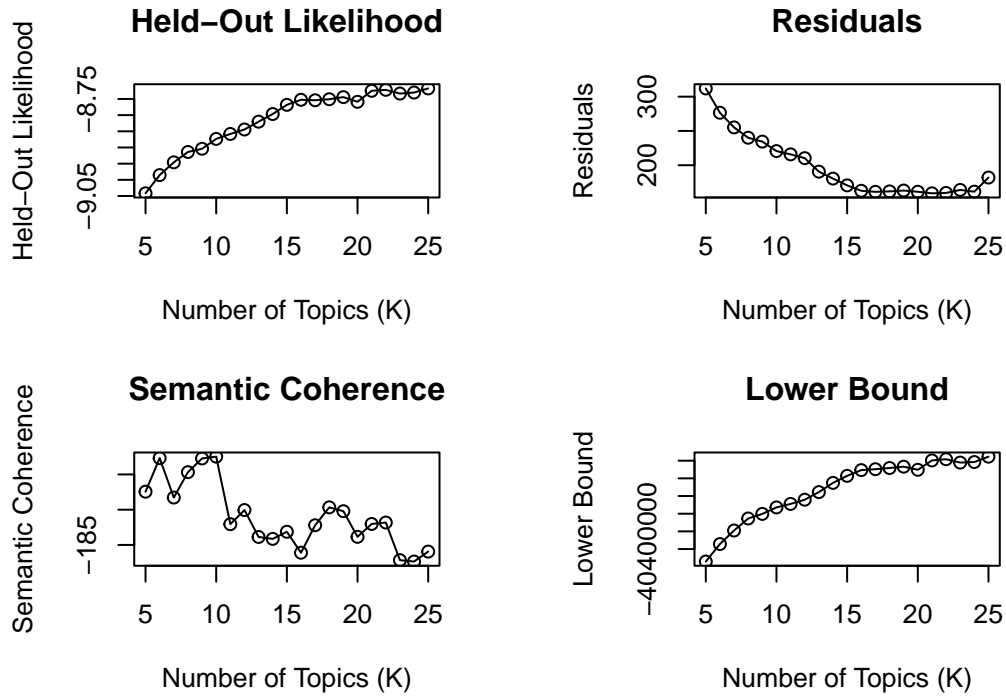 Held−Out Likelihood
Held−Out Likelihood
−9.05
−8.75
5 10 15 20 25
Number of Topics (K)
Residuals
Residuals
200
300
5 10 15 20 25
Number of Topics (K)
Semantic Coherence
Semantic Coherence
−185
5 10 15 20 25
Number of Topics (K)
Lower Bound
Lower Bound
−40400000
5 10 15 20 25
Number of Topics (K)